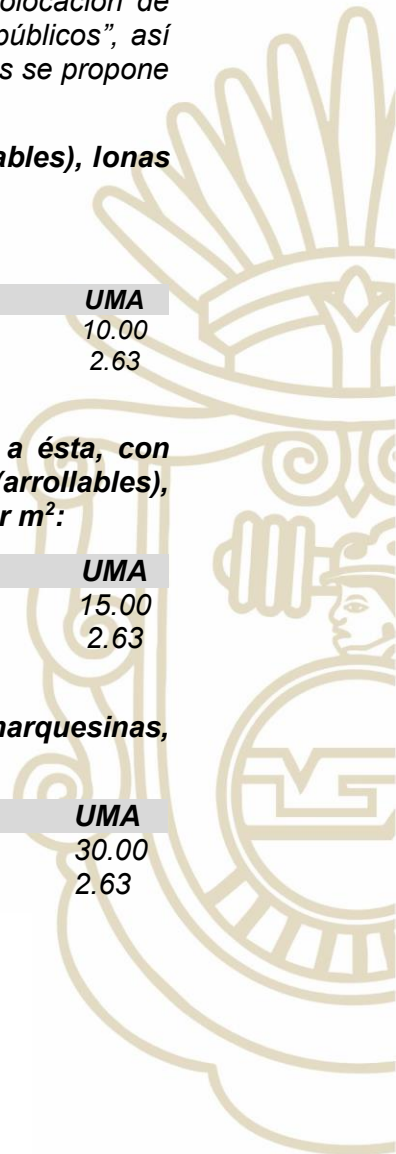 olocación de
públicos”, así
s se propone
ables), lonas
UMA
10.00
2.63
a ésta, con
(arrollables),
r m²:
UMA
15.00
2.63
marquesinas,
UMA
30.00
2.63